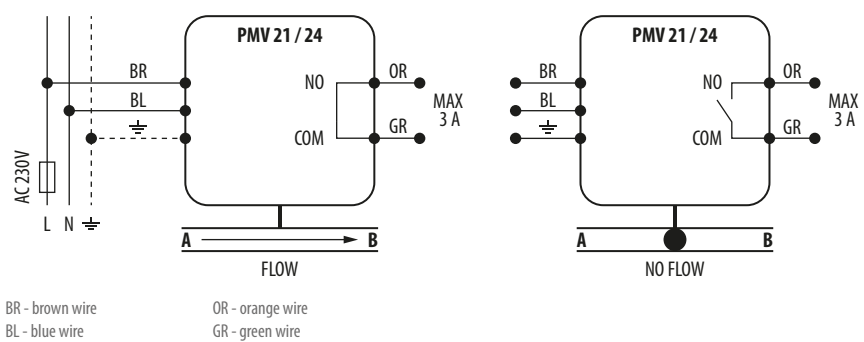 PMV 21 / 24
BR
BL
NO
COM
OR
GR
MAX
3 A
AC 230V
L N
A B
FLOW
PMV 21 / 24
BR
BL
NO
COM
OR
GR
MAX
3 A
A B
NO FLOW
BR - brown wire
OR - orange wire
BL - blue wire
GR - green wire